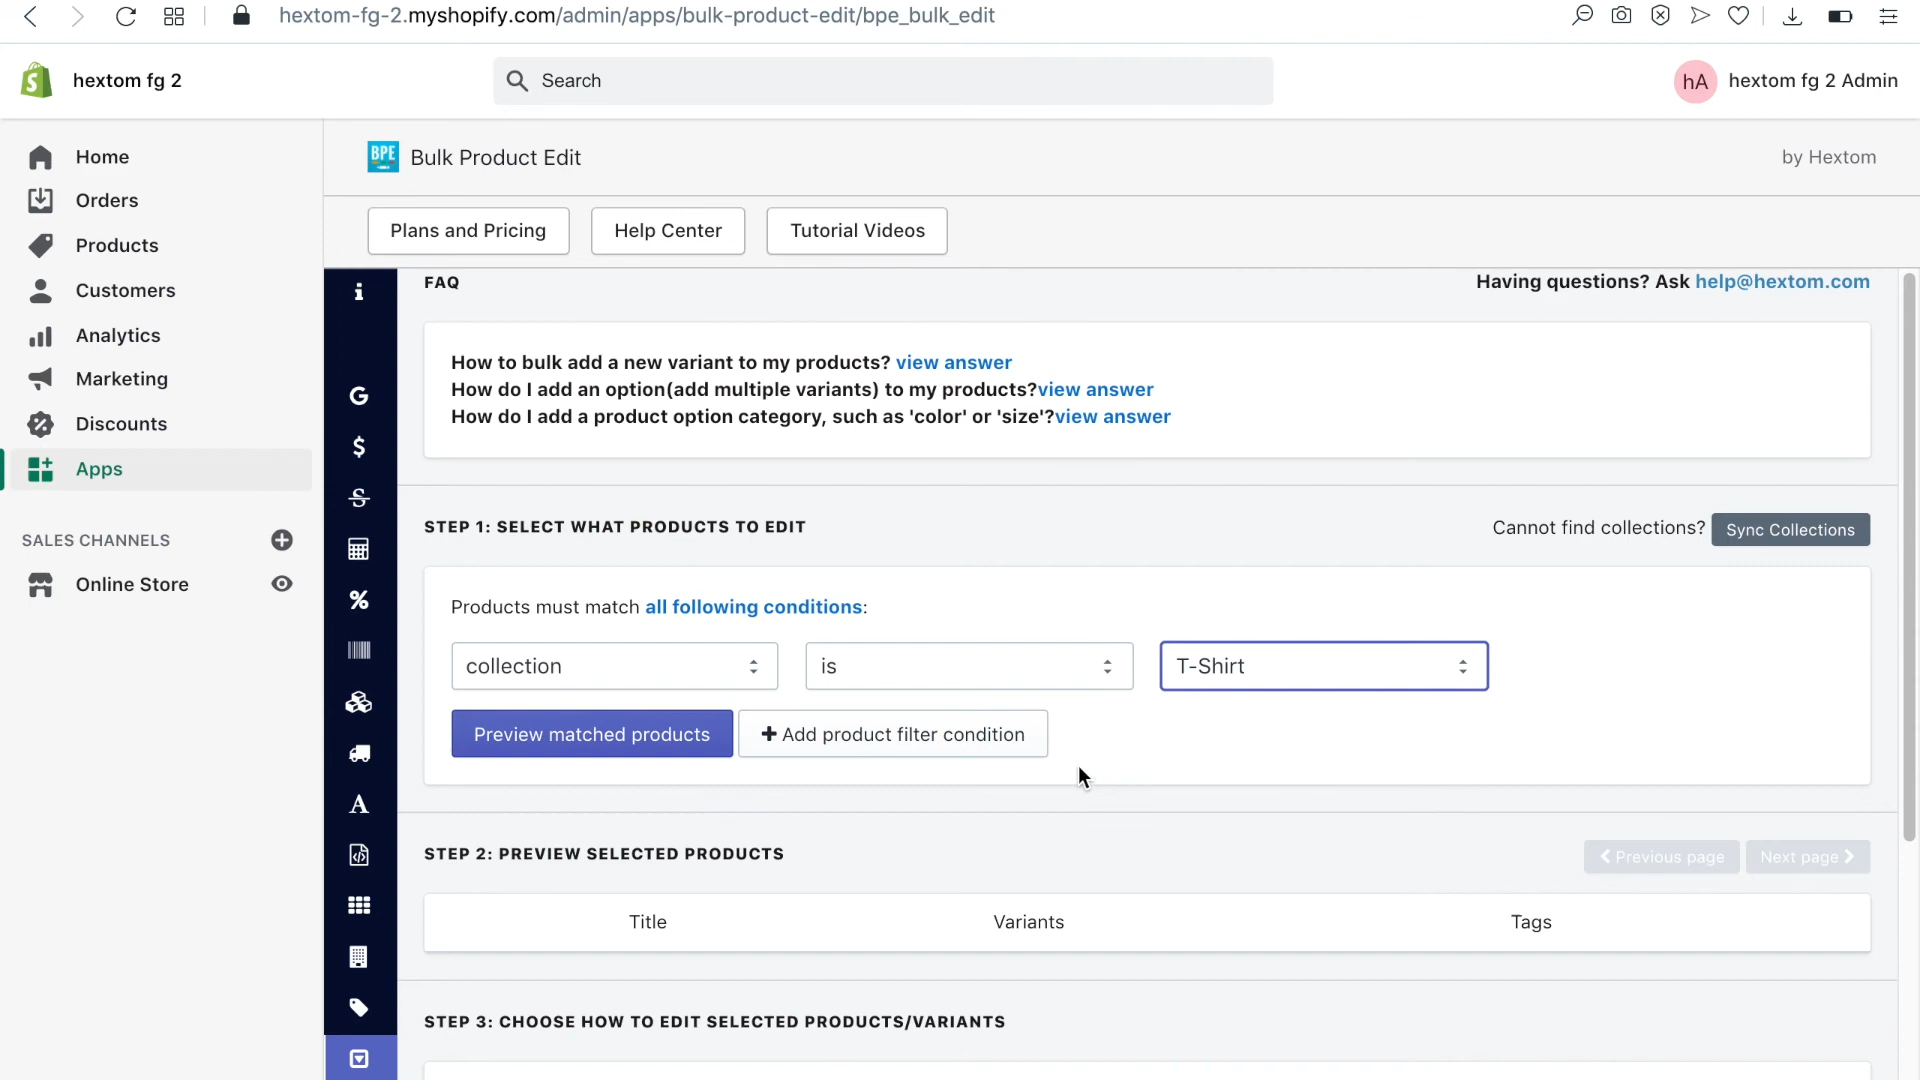 hextom-fg-2.myshopify.com/admin/apps/bulk-product-edit/bpe_bulk_edit
hextom fg 2
Search
hA
hextom fg 2 Admin
Home
Orders
Products
Customers
Analytics
Marketing
Discounts
Apps
SALES CHANNELS
Online Store
BPE
Bulk Product Edit
by Hextom
Plans and Pricing
Help Center
Tutorial Videos
FAQ
Having questions? Ask help@hextom.com
How to bulk add a new variant to my products? view answer
How do I add an option(add multiple variants) to my products?view answer
How do I add a product option category, such as 'color' or 'size'?view answer
STEP 1: SELECT WHAT PRODUCTS TO EDIT
Cannot find collections? Sync Collections
Products must match all following conditions:
collection
is
T-Shirt
Preview matched products
Add product filter condition
STEP 2: PREVIEW SELECTED PRODUCTS
Previous page
Next page
Title
Variants
Tags
STEP 3: CHOOSE HOW TO EDIT SELECTED PRODUCTS/VARIANTS